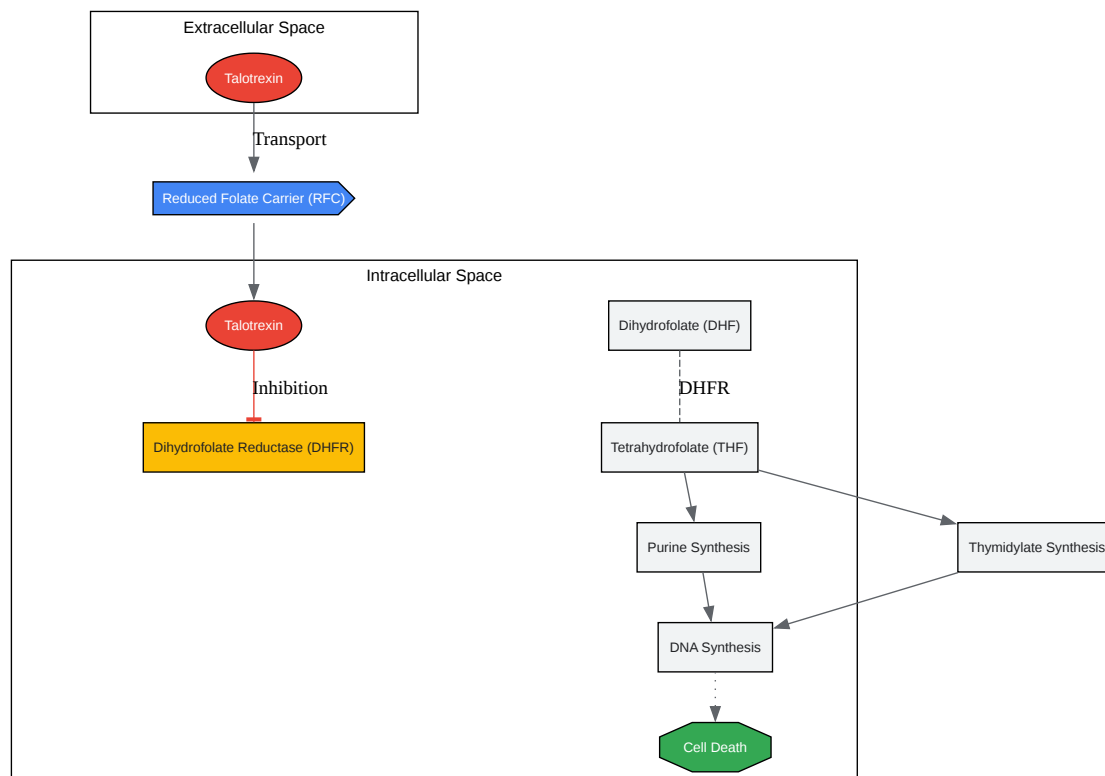 Extracellular Space
Talotrexin
Transport
Reduced Folate Carrier (RFC)
Intracellular Space
Talotrexin
Dihydrofolate (DHF)
Inhibition
DHFR
Dihydrofolate Reductase (DHFR)
Tetrahydrofolate (THF)
Purine Synthesis
Thymidylate Synthesis
DNA Synthesis
Cell Death